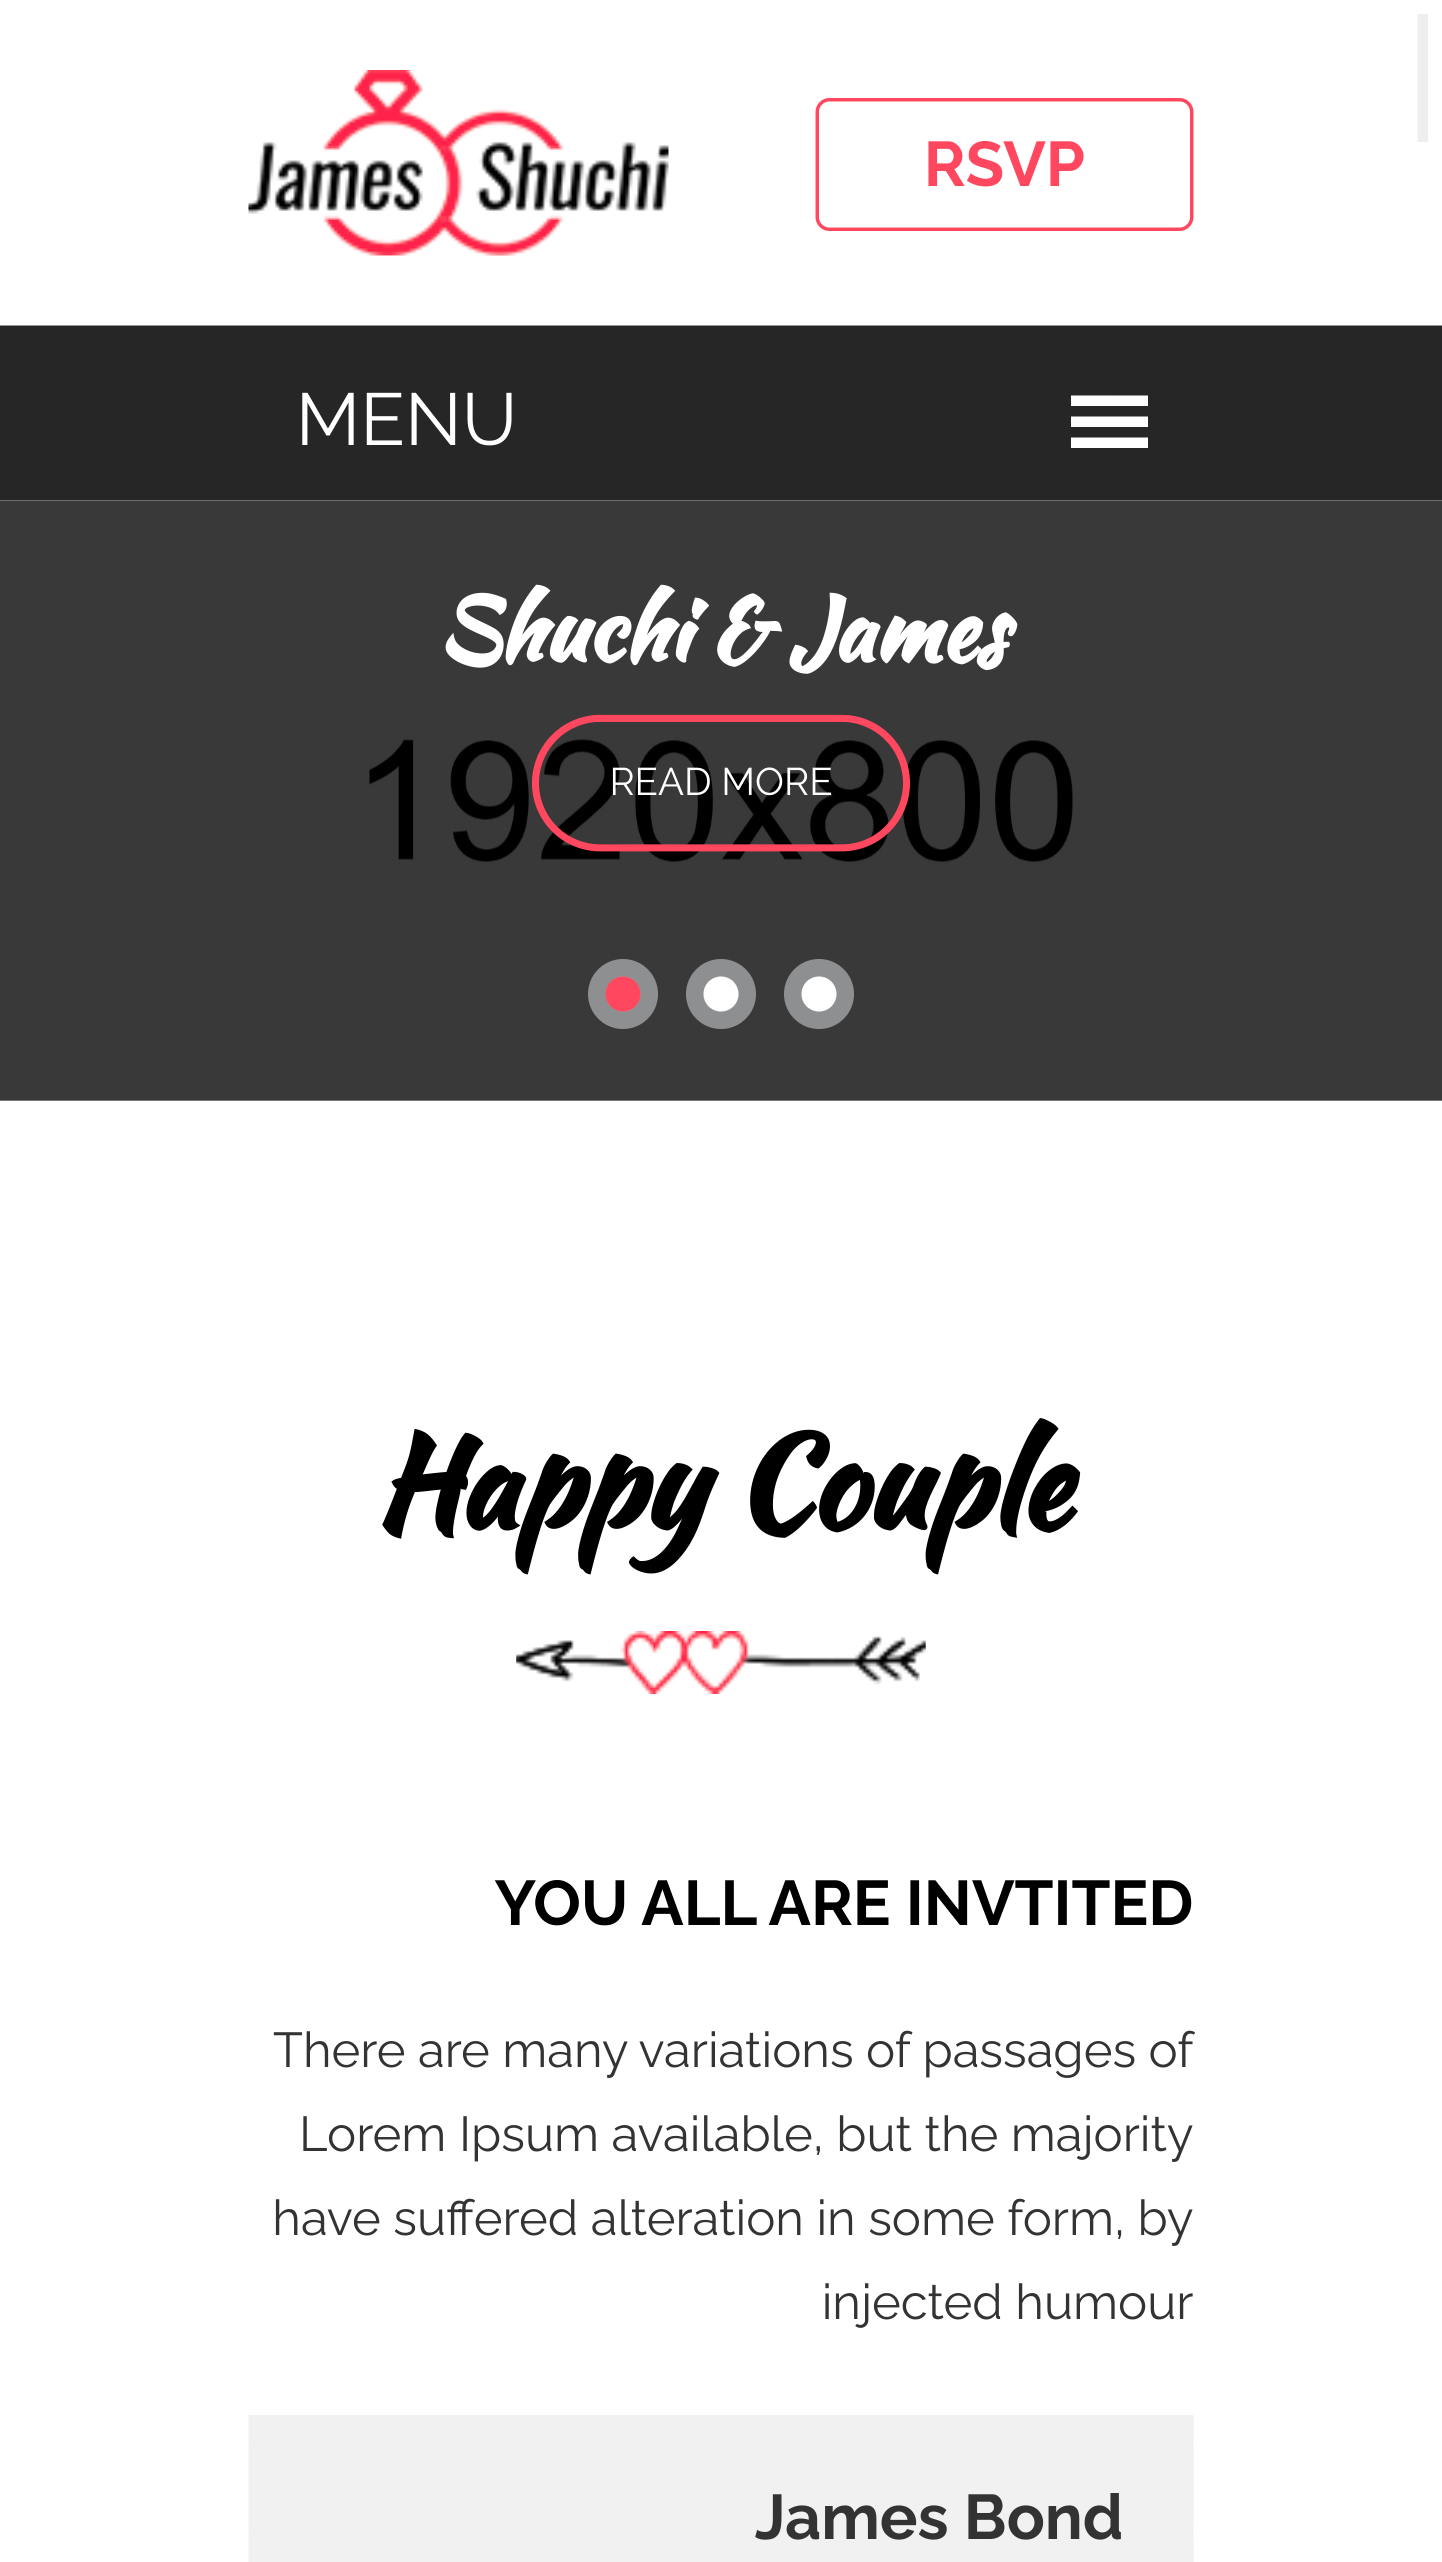 James Shuchi
RSVP
MENU
Shuchi & James
1920x800
READ MORE
Happy Couple
YOU ALL ARE INVTITED
There are many variations of passages of
Lorem Ipsum available, but the majority
have suffered alteration in some form, by
injected humour
James Bond